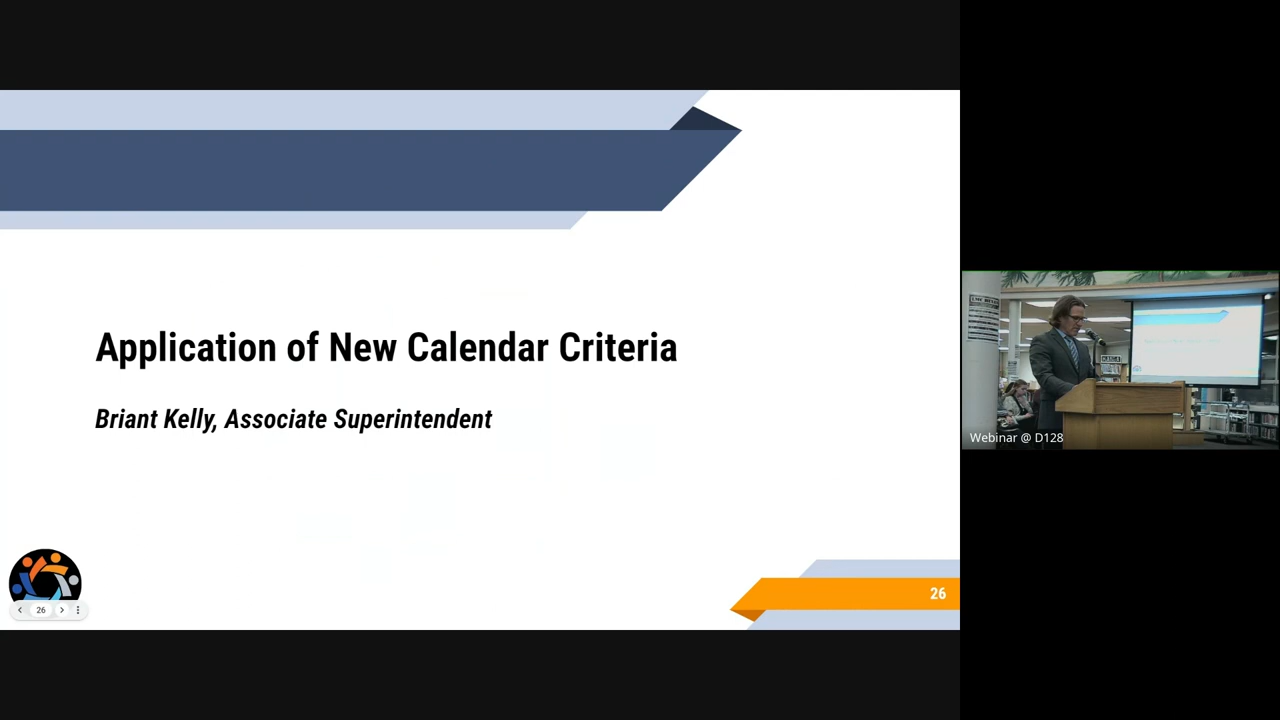 Application of New Calendar Criteria
Briant Kelly, Associate Superintendent
26
26
Webinar @ D128